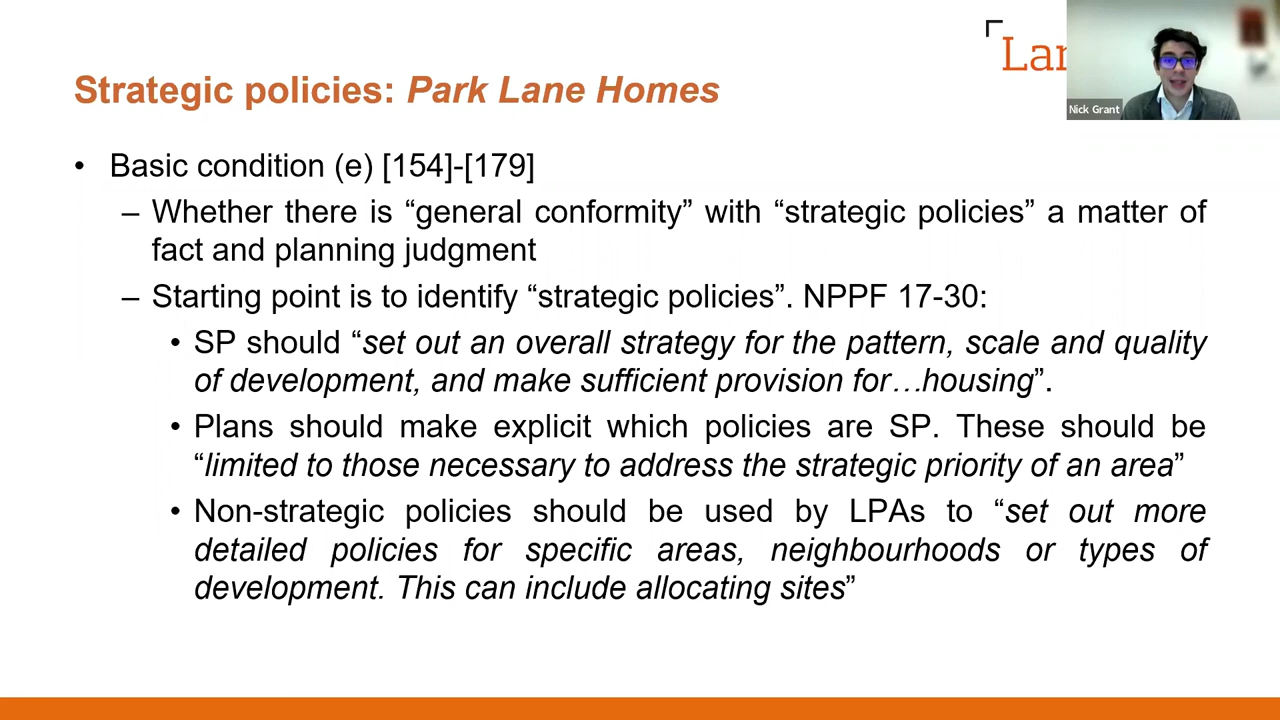 Lan
Nick Grant
Strategic policies: Park Lane Homes
• Basic condition (e) [154]-[179]
– Whether there is “general conformity” with “strategic policies” a matter of
fact and planning judgment
– Starting point is to identify “strategic policies”. NPPF 17-30:
• SP should “set out an overall strategy for the pattern, scale and quality
of development, and make sufficient provision for…housing”.
• Plans should make explicit which policies are SP. These should be
“limited to those necessary to address the strategic priority of an area”
• Non-strategic policies should be used by LPAs to “set out more
detailed policies for specific areas, neighbourhoods or types of
development. This can include allocating sites”